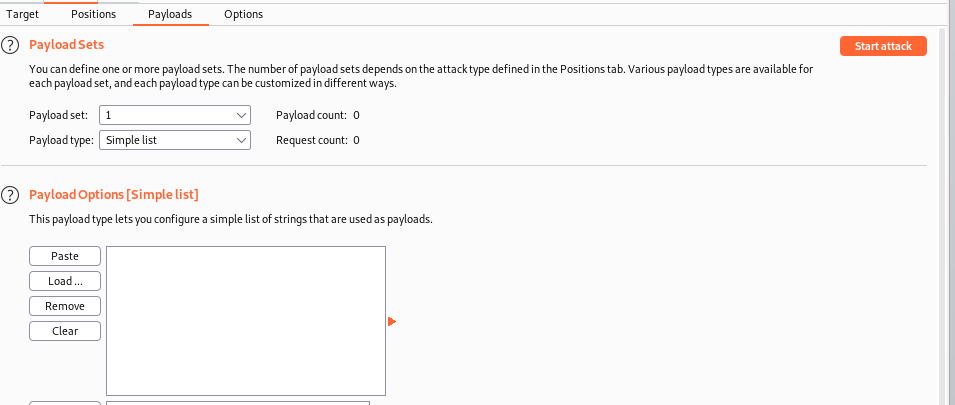 Target Positions Payloads Options
? Payload Sets Start attack
You can define one or more payload sets. The number of payload sets depends on the attack type defined in the Positions tab. Various payload types are available for
each payload set, and each payload type can be customized in different ways.
Payload set: 1 Payload count: 0
Payload type: Simple list Request count: 0
? Payload Options [Simple list]
This payload type lets you configure a simple list of strings that are used as payloads.
Paste
Load ...
Remove
Clear